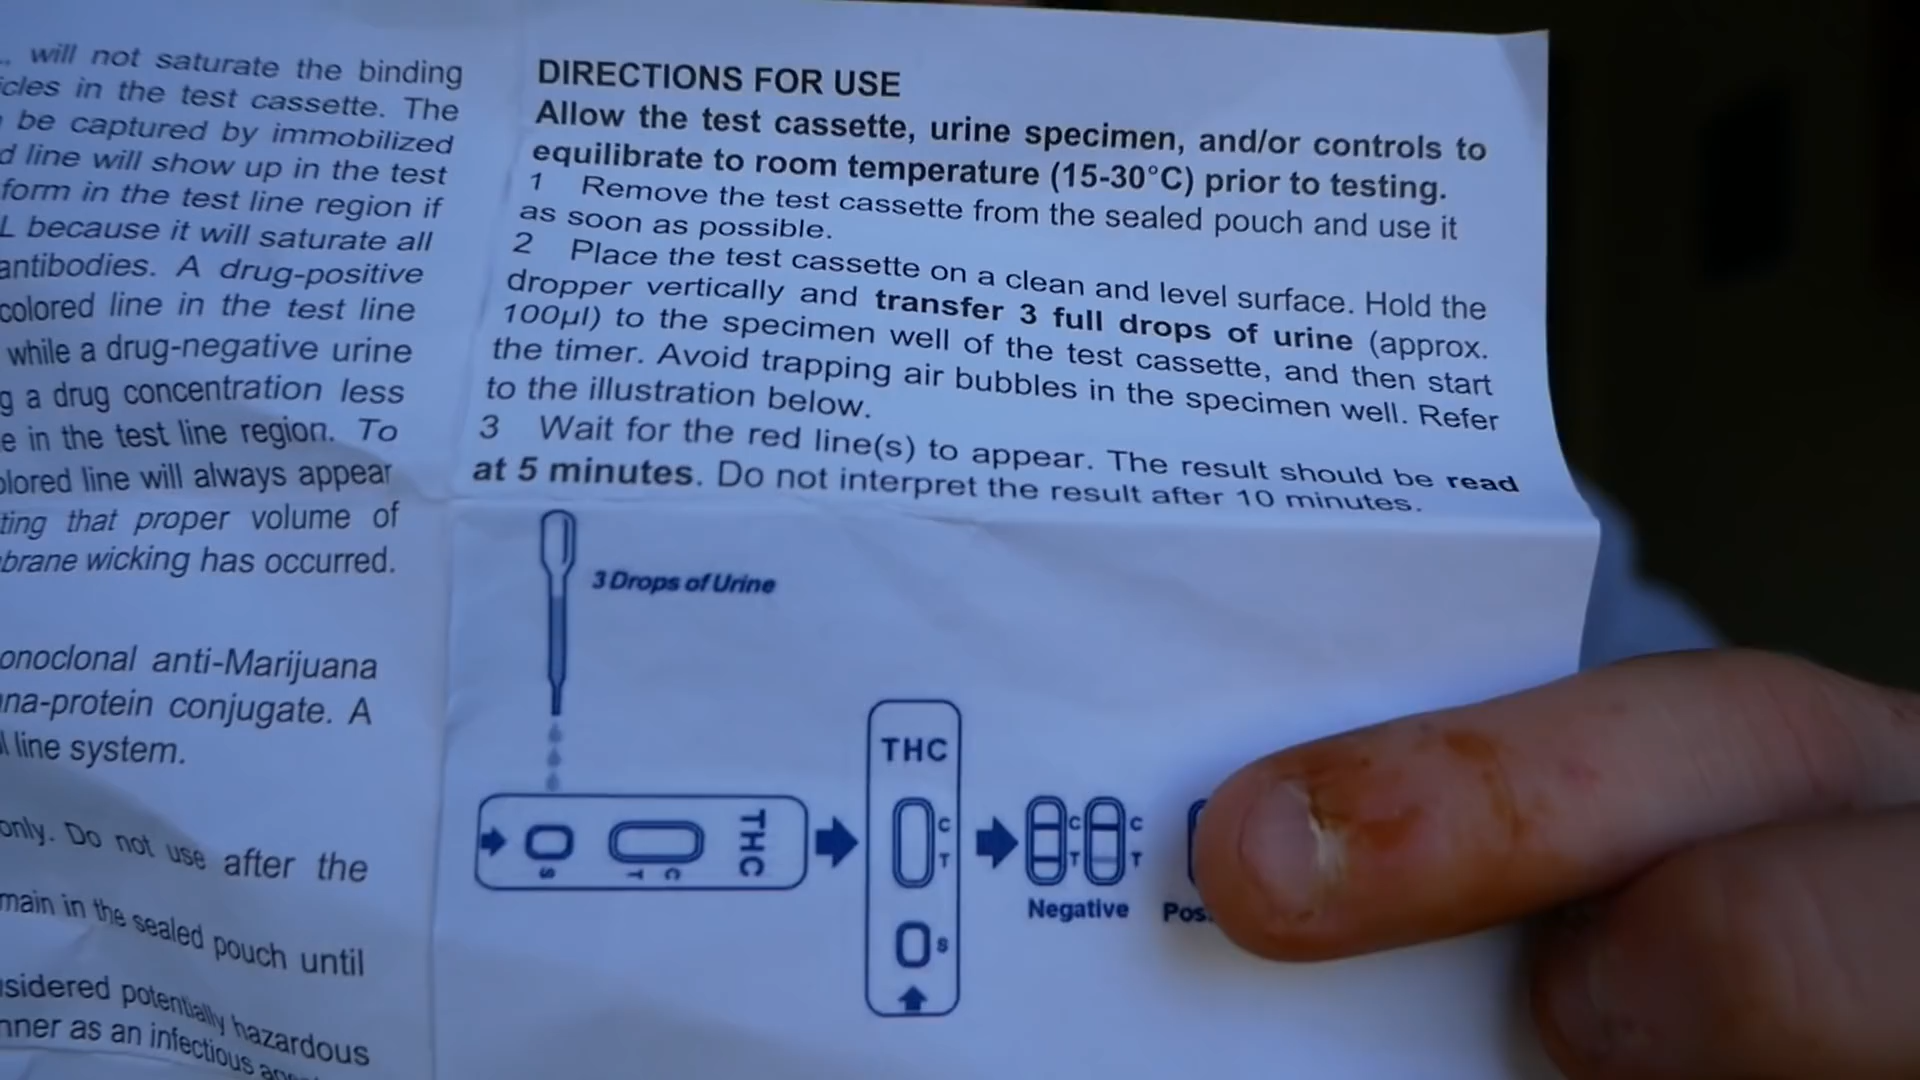 will not saturate the binding
cles in the test cassette. The
be captured by immobilized
d line will show up in the test
form in the test line region if
L because it will saturate all
antibodies. A drug-positive
colored line in the test line
while a drug-negative urine
g a drug concentration less
e in the test line region. To
olored line will always appear
ting that proper volume of
brane wicking has occurred.
onoclonal anti-Marijuana
na-protein conjugate. A
l line system.
only. Do not use after the
main in the sealed pouch until
sidered potentially hazardous
nner as an infectious
DIRECTIONS FOR USE
Allow the test cassette, urine specimen, and/or controls to
equilibrate to room temperature (15-30°C) prior to testing.
1 Remove the test cassette from the sealed pouch and use it
as soon as possible.
2 Place the test cassette on a clean and level surface. Hold the
dropper vertically and transfer 3 full drops of urine (approx.
100µl) to the specimen well of the test cassette, and then start
the timer. Avoid trapping air bubbles in the specimen well. Refer
to the illustration below.
3 Wait for the red line(s) to appear. The result should be read
at 5 minutes. Do not interpret the result after 10 minutes.
3 Drops of Urine
S T C THC
THC
C
T
S
C C
T T
Negative Pos